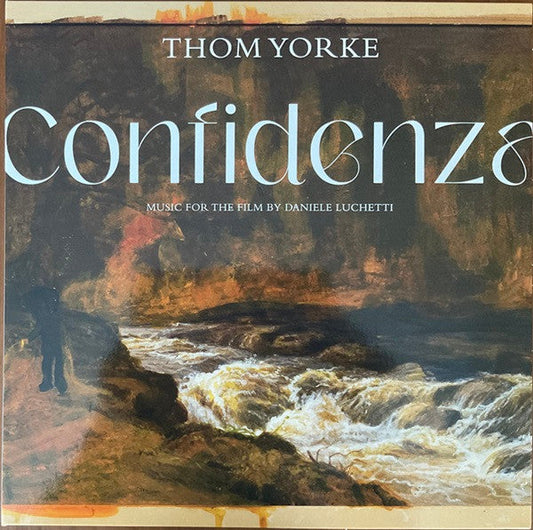 THOM YORKE
Confidenza
MUSIC FOR THE FILM BY DANIELE LUCHETTI